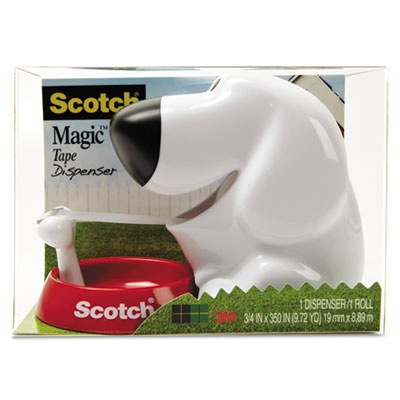 Scotch
Magic™
Tape
Dispenser
Scotch
3M
1 DISPENSER/1 ROLL
3/4 IN x 350 IN (9.72 YD) 19 mm x 8,89 m